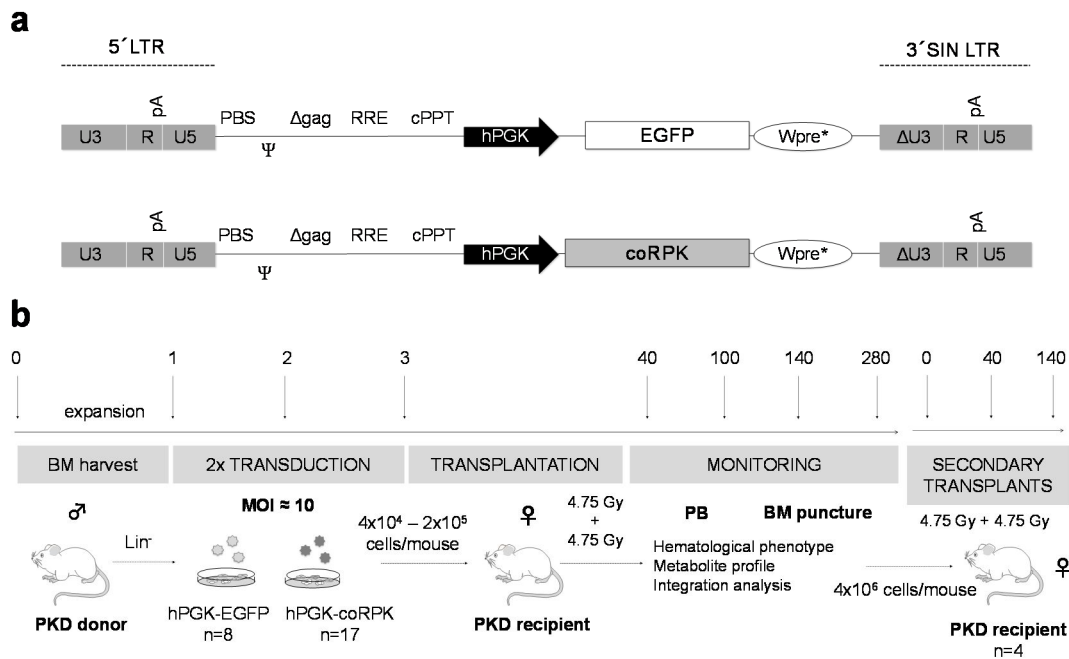 a
5´LTR
3´SIN LTR
U3 R U5
pA
PBS Δgag RRE cPPT
Ψ
hPGK
EGFP
Wpre*
ΔU3 R U5
pA
U3 R U5
pA
PBS Δgag RRE cPPT
Ψ
hPGK
coRPK
Wpre*
ΔU3 R U5
pA
b
0 1 2 3 40 100 140 280 0 40 140
expansion
BM harvest
2x TRANSDUCTION
TRANSPLANTATION
MONITORING
SECONDARY
TRANSPLANTS
♂
Lin⁻
PKD donor
MOI ≈ 10
hPGK-EGFP
n=8
hPGK-coRPK
n=17
4x10⁴ – 2x10⁵
cells/mouse
♀
4.75 Gy
+
4.75 Gy
PKD recipient
PB BM puncture
Hematological phenotype
Metabolite profile
Integration analysis
4x10⁶ cells/mouse
4.75 Gy + 4.75 Gy
♀
PKD recipient
n=4